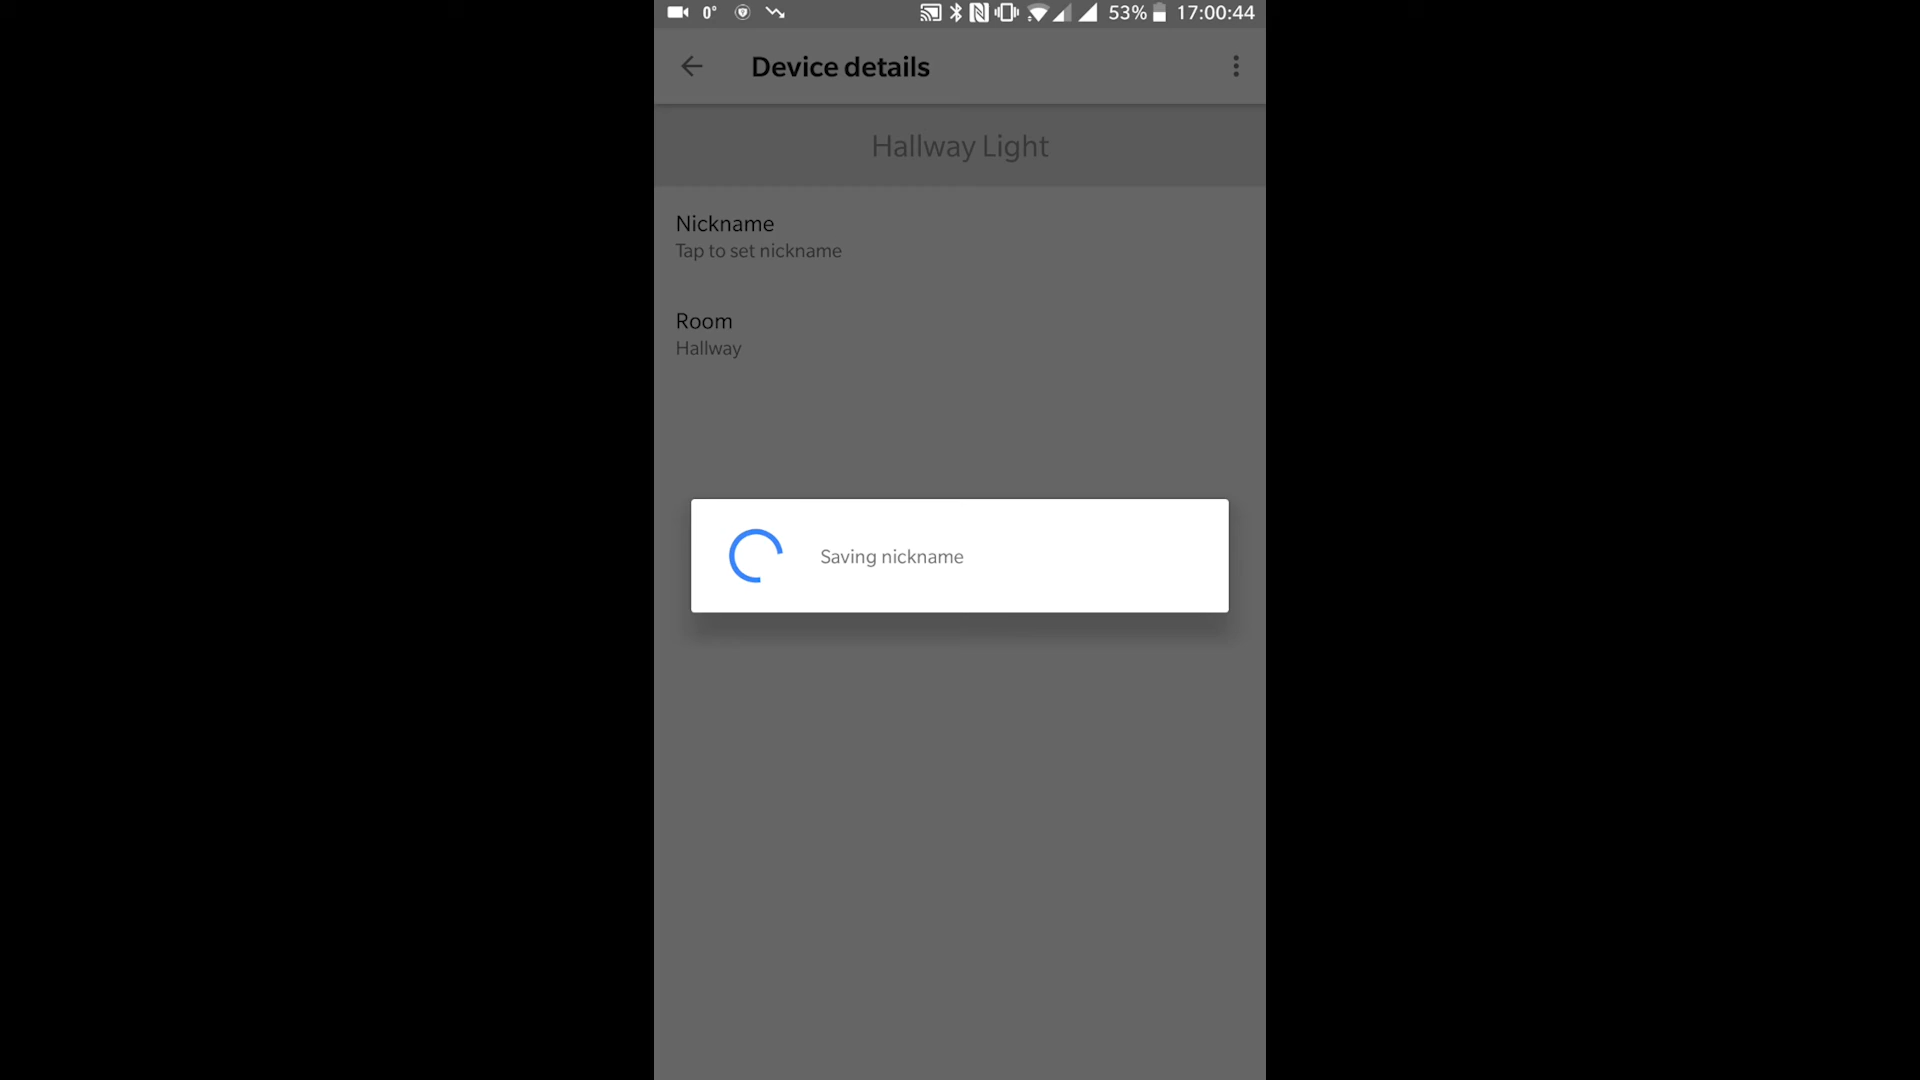 0° 53% 17:00:44
Device details
Hallway Light
Nickname
Tap to set nickname
Room
Hallway
Saving nickname